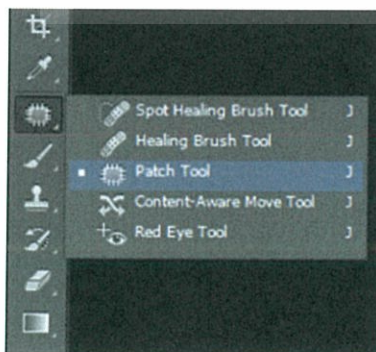 Spot Healing Brush Tool J
Healing Brush Tool J
Patch Tool J
Content-Aware Move Tool J
Red Eye Tool J